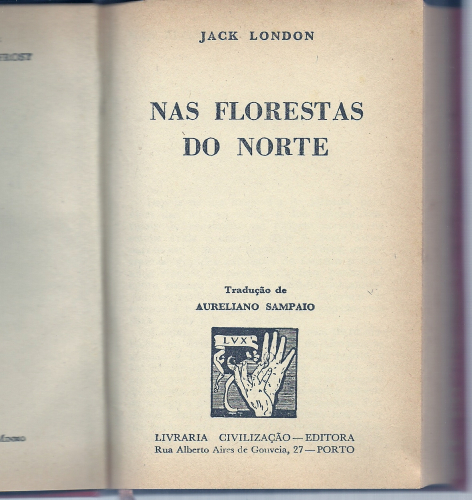 FROST
JACK LONDON
NAS FLORESTAS
DO NORTE
Tradução de
AURELIANO SAMPAIO
LVX
LIVRARIA CIVILIZAÇÃO — EDITORA
Rua Alberto Aires de Gouveia, 27 — PORTO